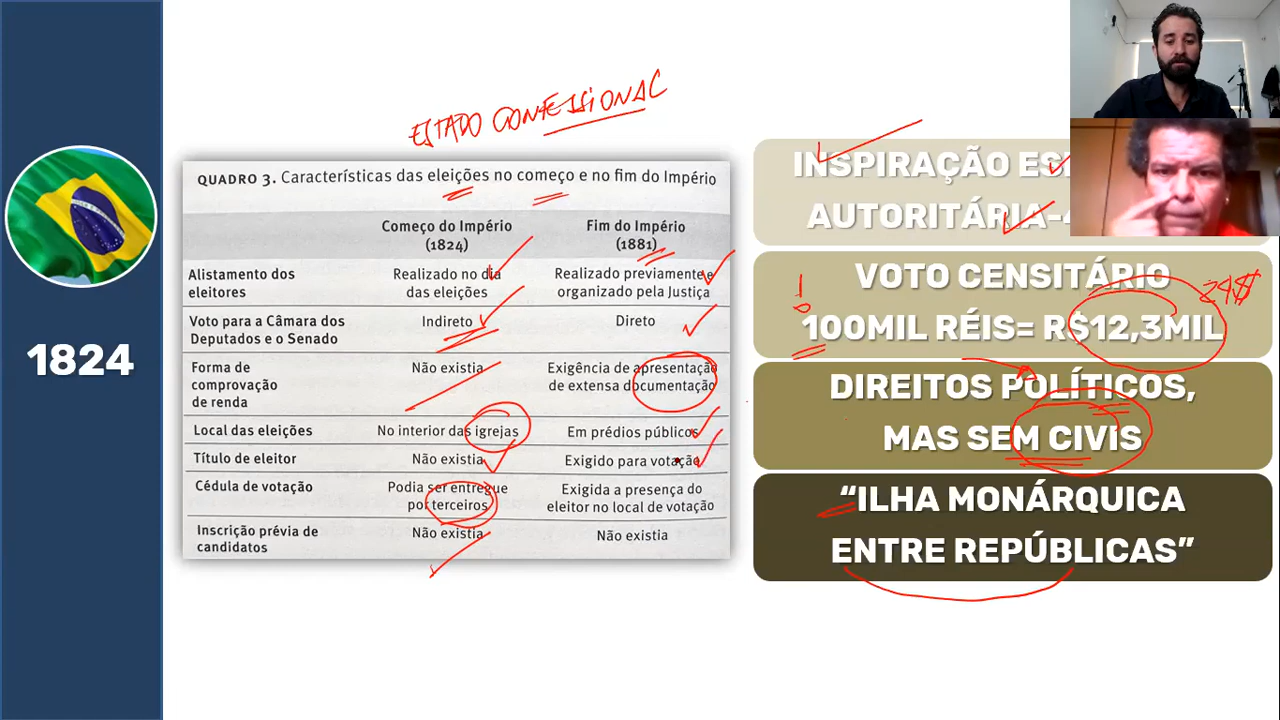 ESTADO CONFESSIONAL
1824
QUADRO 3. Características das eleições no começo e no fim do Império
Começo do Império
(1824)
Fim do Império
(1881)
Alistamento dos
eleitores
Realizado no dia
das eleições
Realizado previamente e
organizado pela Justiça
Voto para a Câmara dos
Deputados e o Senado
Indireto
Direto
Forma de
comprovação
de renda
Não existia
Exigência de apresentação
de extensa documentação
Local das eleições
No interior das igrejas
Em prédios públicos
Título de eleitor
Não existia
Exigido para votação
Cédula de votação
Podia ser entregue
por terceiros
Exigida a presença do
eleitor no local de votação
Inscrição prévia de
candidatos
Não existia
Não existia
INSPIRAÇÃO
AUTORITÁRIA-
VOTO CENSITÁRIO
100MIL RÉIS= R$12,3MIL
DIREITOS POLÍTICOS,
MAS SEM CIVIS
“ILHA MONÁRQUICA
ENTRE REPÚBLICAS”